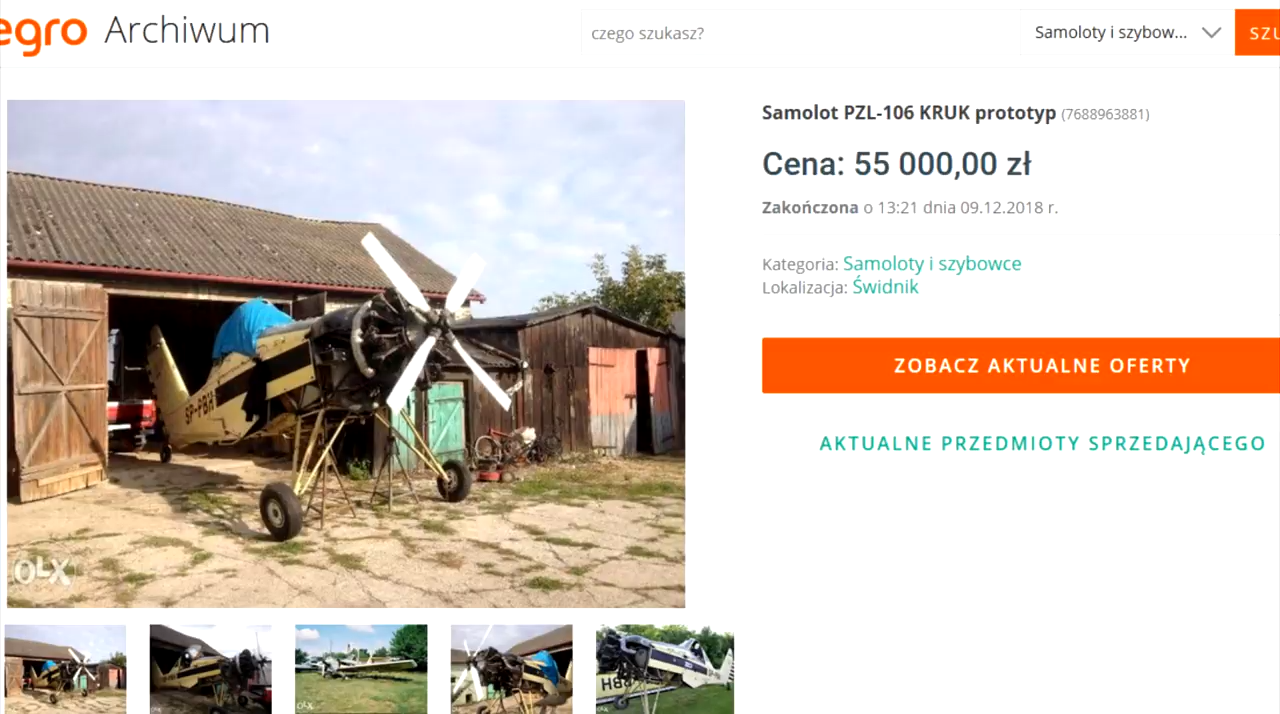 egro Archiwum
czego szukasz?
Samoloty i szybow...
SZU
Samolot PZL-106 KRUK prototyp (7688963881)
Cena: 55 000,00 zł
Zakończona o 13:21 dnia 09.12.2018 r.
Kategoria: Samoloty i szybowce
Lokalizacja: Świdnik
ZOBACZ AKTUALNE OFERTY
AKTUALNE PRZEDMIOTY SPRZEDAJĄCEGO
SP-PBH
OLX
OLX